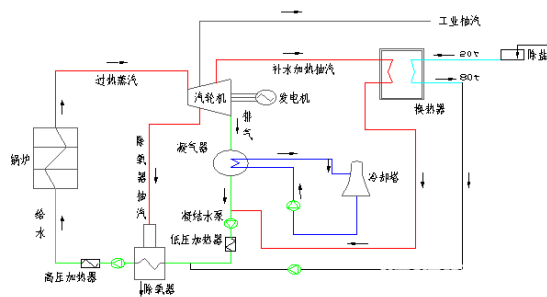 工业抽汽
20℃
除盐
过热蒸汽
补水加热抽汽
80℃
汽轮机
发电机
换热器
排气
锅炉
除氧器抽汽
凝气器
冷却塔
给水
凝结水泵
低压加热器
高压加热器
除氧器